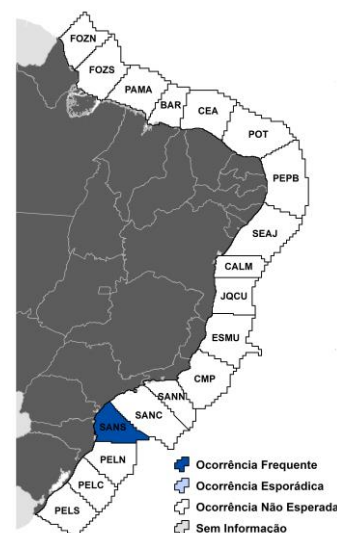 FOZN
FOZS
PAMA
BAR
CEA
POT
PEPB
SEAJ
CALM
JQCU
ESMU
CMP
SANN
SANC
SANS
PELN
PELC
PELS
Ocorrência Frequente
Ocorrência Esporádica
Ocorrência Não Esperada
Sem Informação